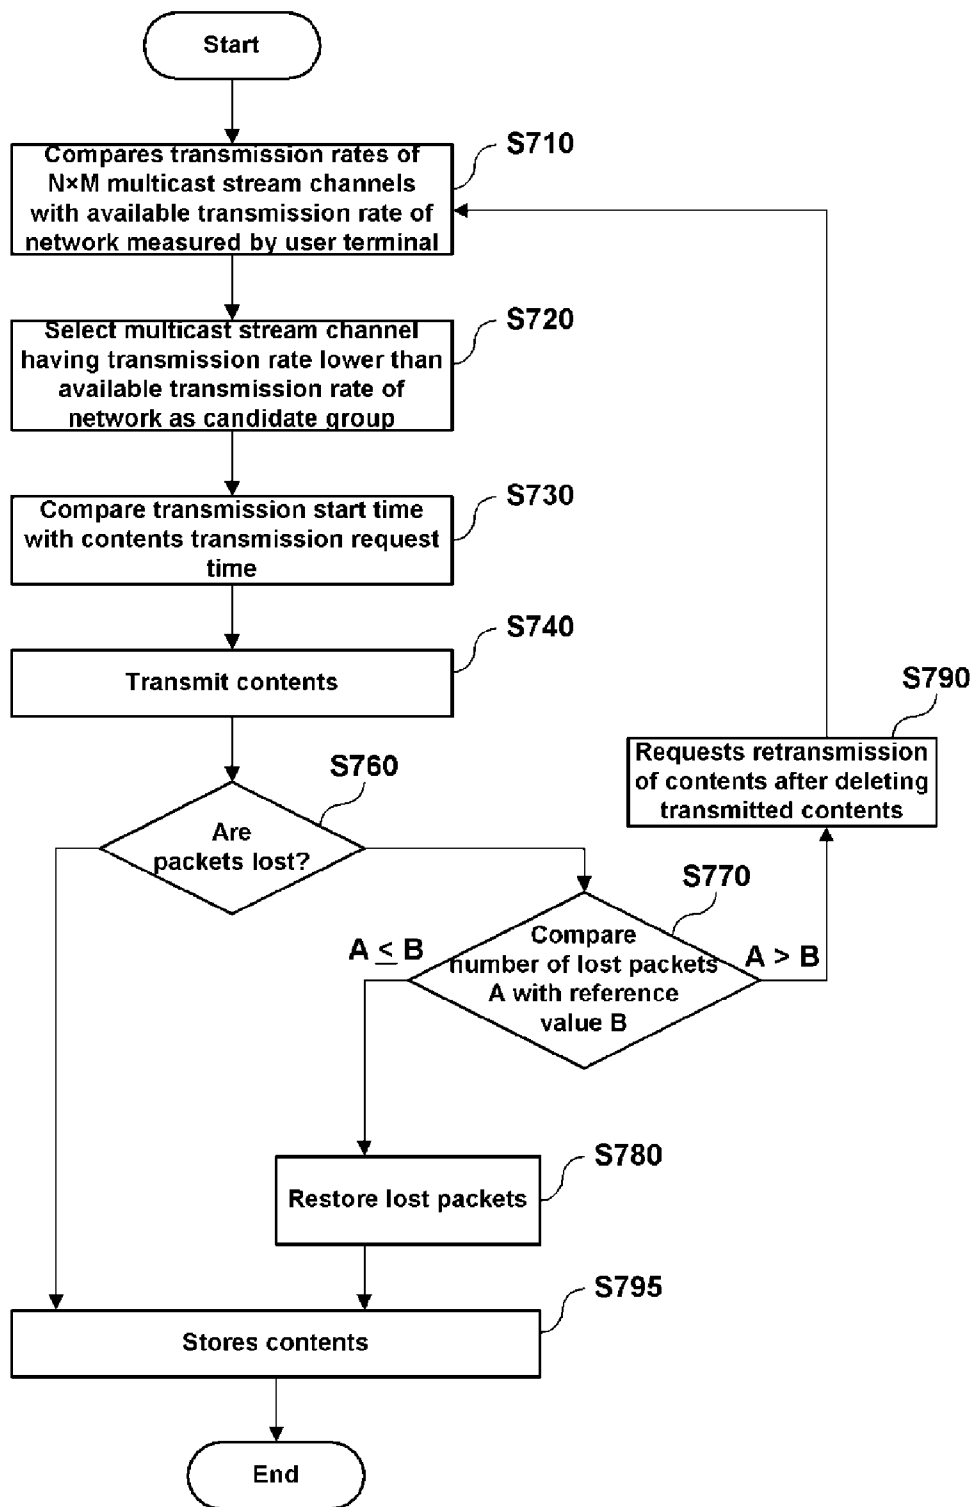 Start
S710
Compares transmission rates of
N×M multicast stream channels
with available transmission rate of
network measured by user terminal
S720
Select multicast stream channel
having transmission rate lower than
available transmission rate of
network as candidate group
S730
Compare transmission start time
with contents transmission request
time
S740
Transmit contents
S790
Requests retransmission
of contents after deleting
transmitted contents
S760
Are
packets lost?
S770
A ≤ B
Compare
number of lost packets
A with reference
value B
A > B
S780
Restore lost packets
S795
Stores contents
End